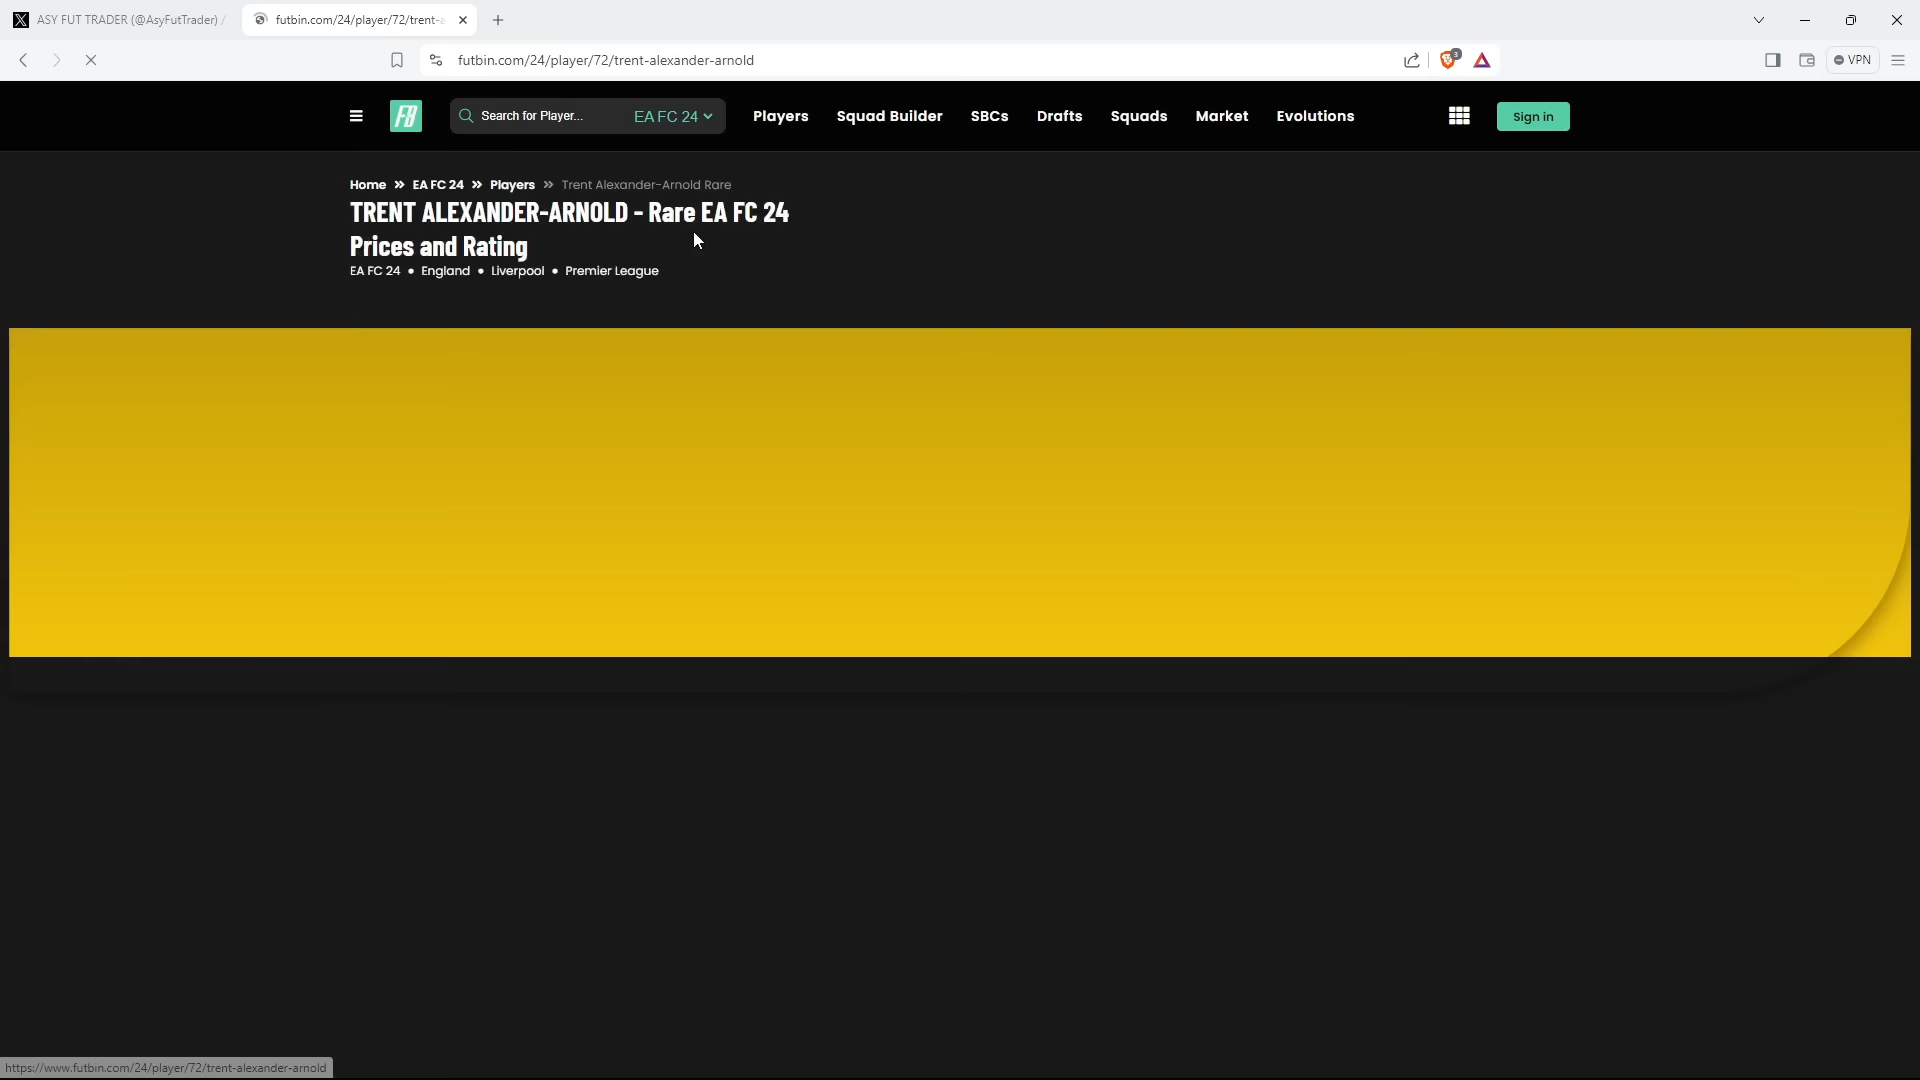 ASY FUT TRADER (@AsyFutTrader) /
futbin.com/24/player/72/trent-a
futbin.com/24/player/72/trent-alexander-arnold
3
VPN
FB
Search for Player...
EA FC 24
Players
Squad Builder
SBCs
Drafts
Squads
Market
Evolutions
Sign in
Home » EA FC 24 » Players » Trent Alexander-Arnold Rare
TRENT ALEXANDER-ARNOLD - Rare EA FC 24
Prices and Rating
EA FC 24 • England • Liverpool • Premier League
https://www.futbin.com/24/player/72/trent-alexander-arnold